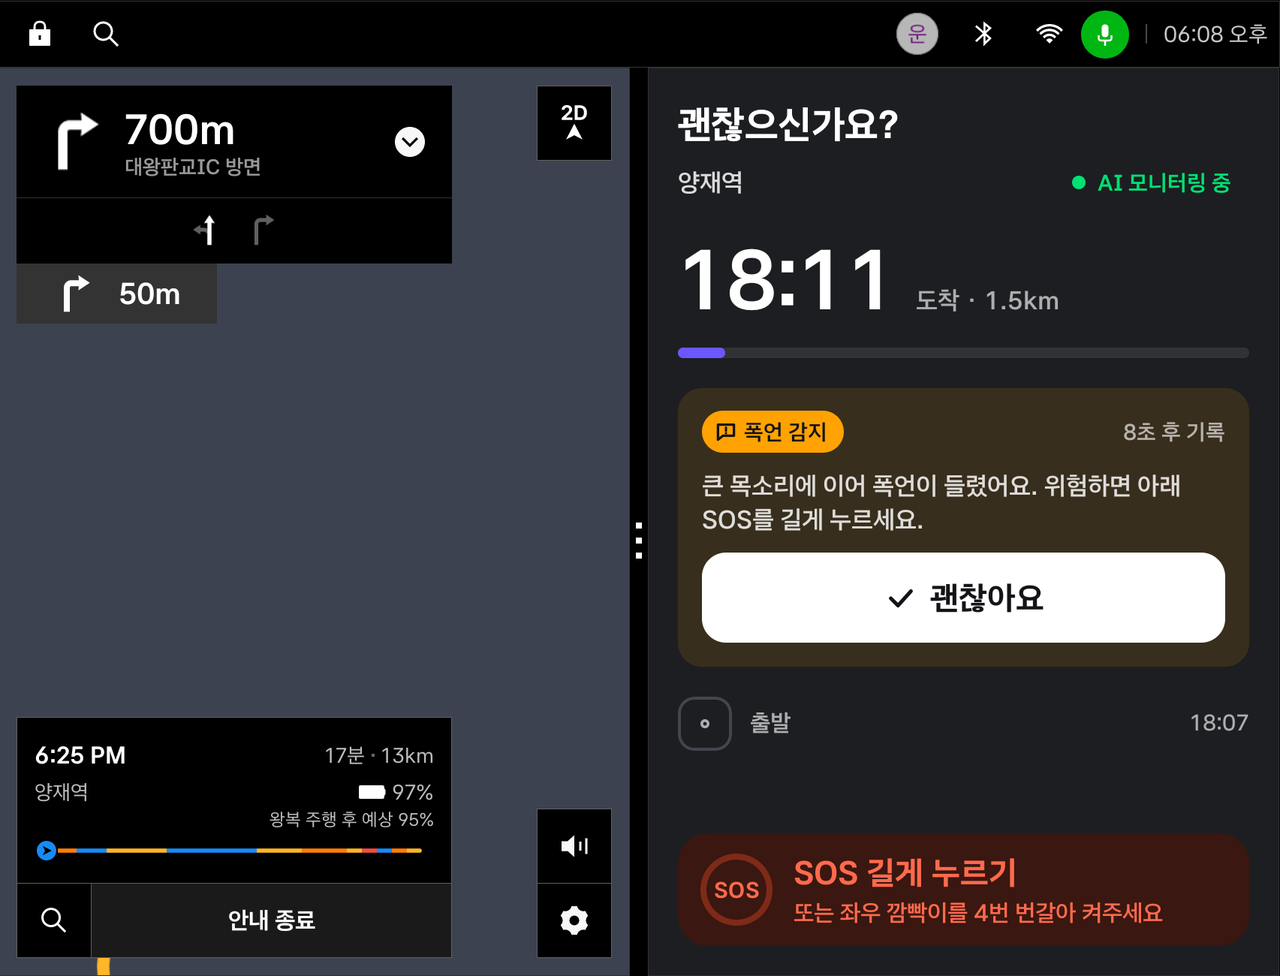 운
06:08 오후
700m
대왕판교IC 방면
50m
2D
6:25 PM
17분 · 13km
양재역
97%
왕복 주행 후 예상 95%
안내 종료
괜찮으신가요?
양재역
AI 모니터링 중
18:11 도착 · 1.5km
폭언 감지
8초 후 기록
큰 목소리에 이어 폭언이 들렸어요. 위험하면 아래
SOS를 길게 누르세요.
괜찮아요
출발
18:07
SOS
SOS 길게 누르기
또는 좌우 깜빡이를 4번 번갈아 켜주세요